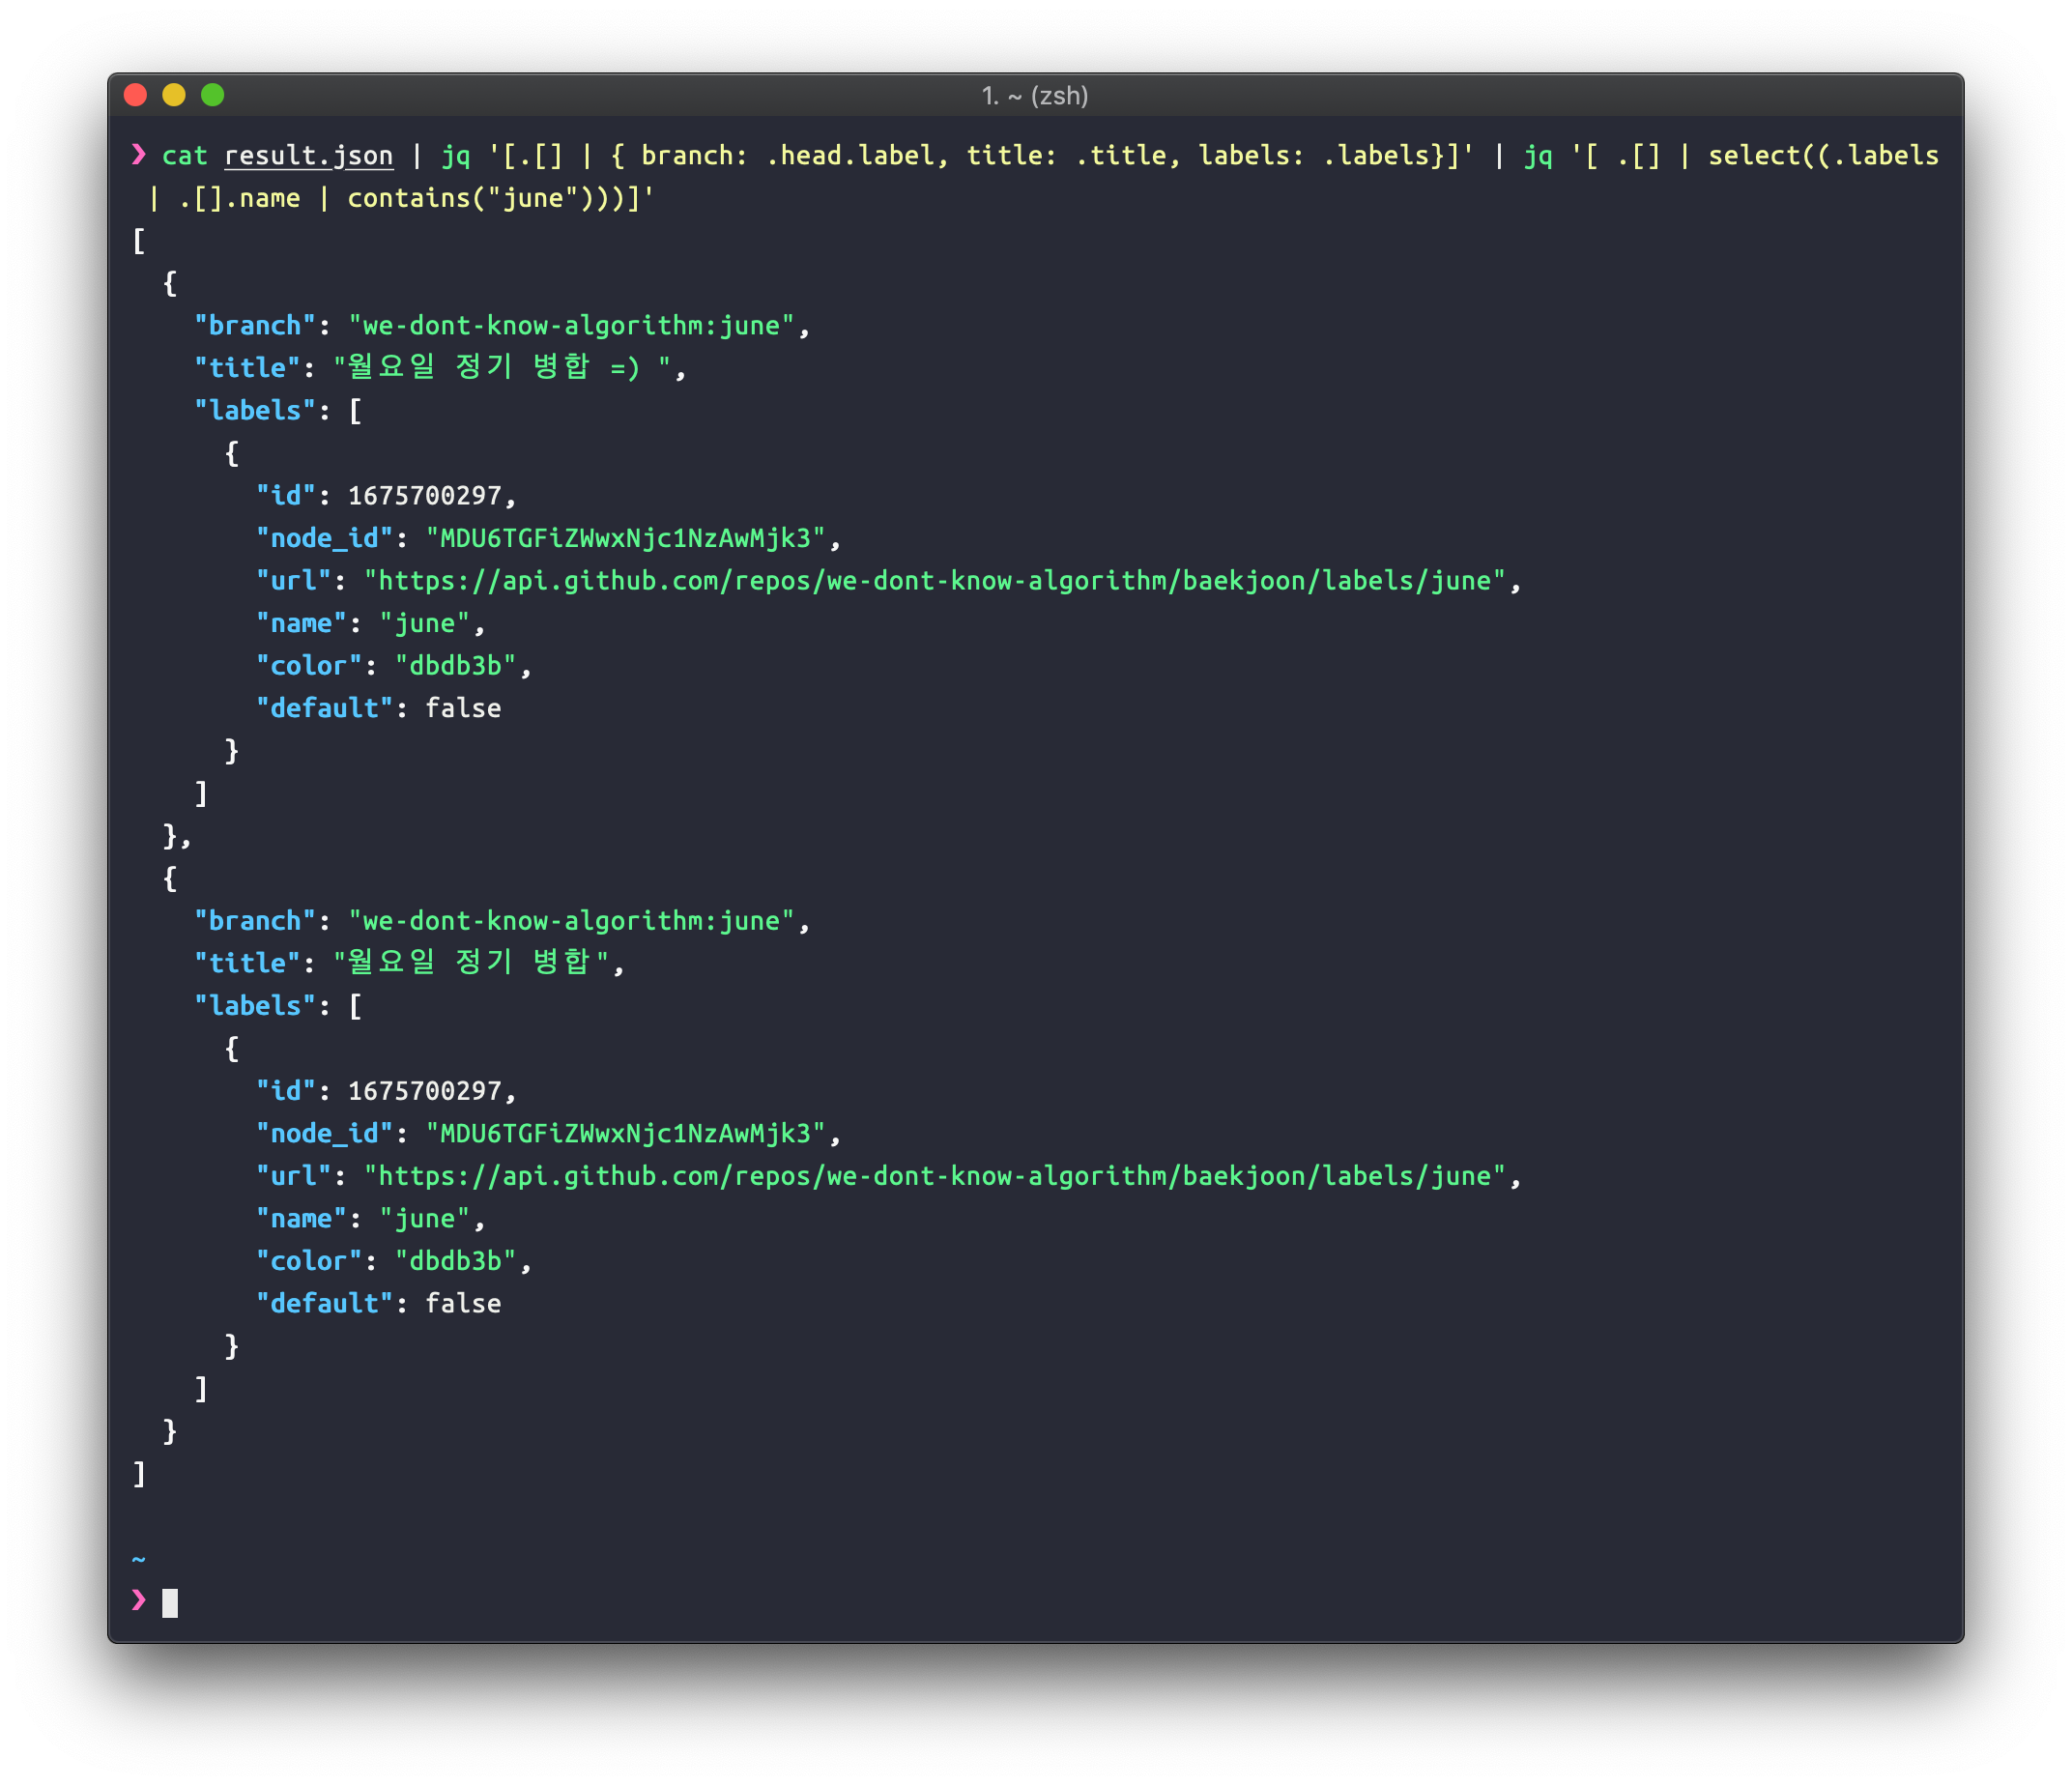 1. ~ (zsh)
❯ cat result.json | jq '[.[] | { branch: .head.label, title: .title, labels: .labels}]' | jq '[ .[] | select((.labels
| .[].name | contains("june")))]'
[
  {
    "branch": "we-dont-know-algorithm:june",
    "title": "월요일 정기 병합 =) ",
    "labels": [
      {
        "id": 1675700297,
        "node_id": "MDU6TGFiZWwxNjc1NzAwMjk3",
        "url": "https://api.github.com/repos/we-dont-know-algorithm/baekjoon/labels/june",
        "name": "june",
        "color": "dbdb3b",
        "default": false
      }
    ]
  },
  {
    "branch": "we-dont-know-algorithm:june",
    "title": "월요일 정기 병합",
    "labels": [
      {
        "id": 1675700297,
        "node_id": "MDU6TGFiZWwxNjc1NzAwMjk3",
        "url": "https://api.github.com/repos/we-dont-know-algorithm/baekjoon/labels/june",
        "name": "june",
        "color": "dbdb3b",
        "default": false
      }
    ]
  }
]
~
❯